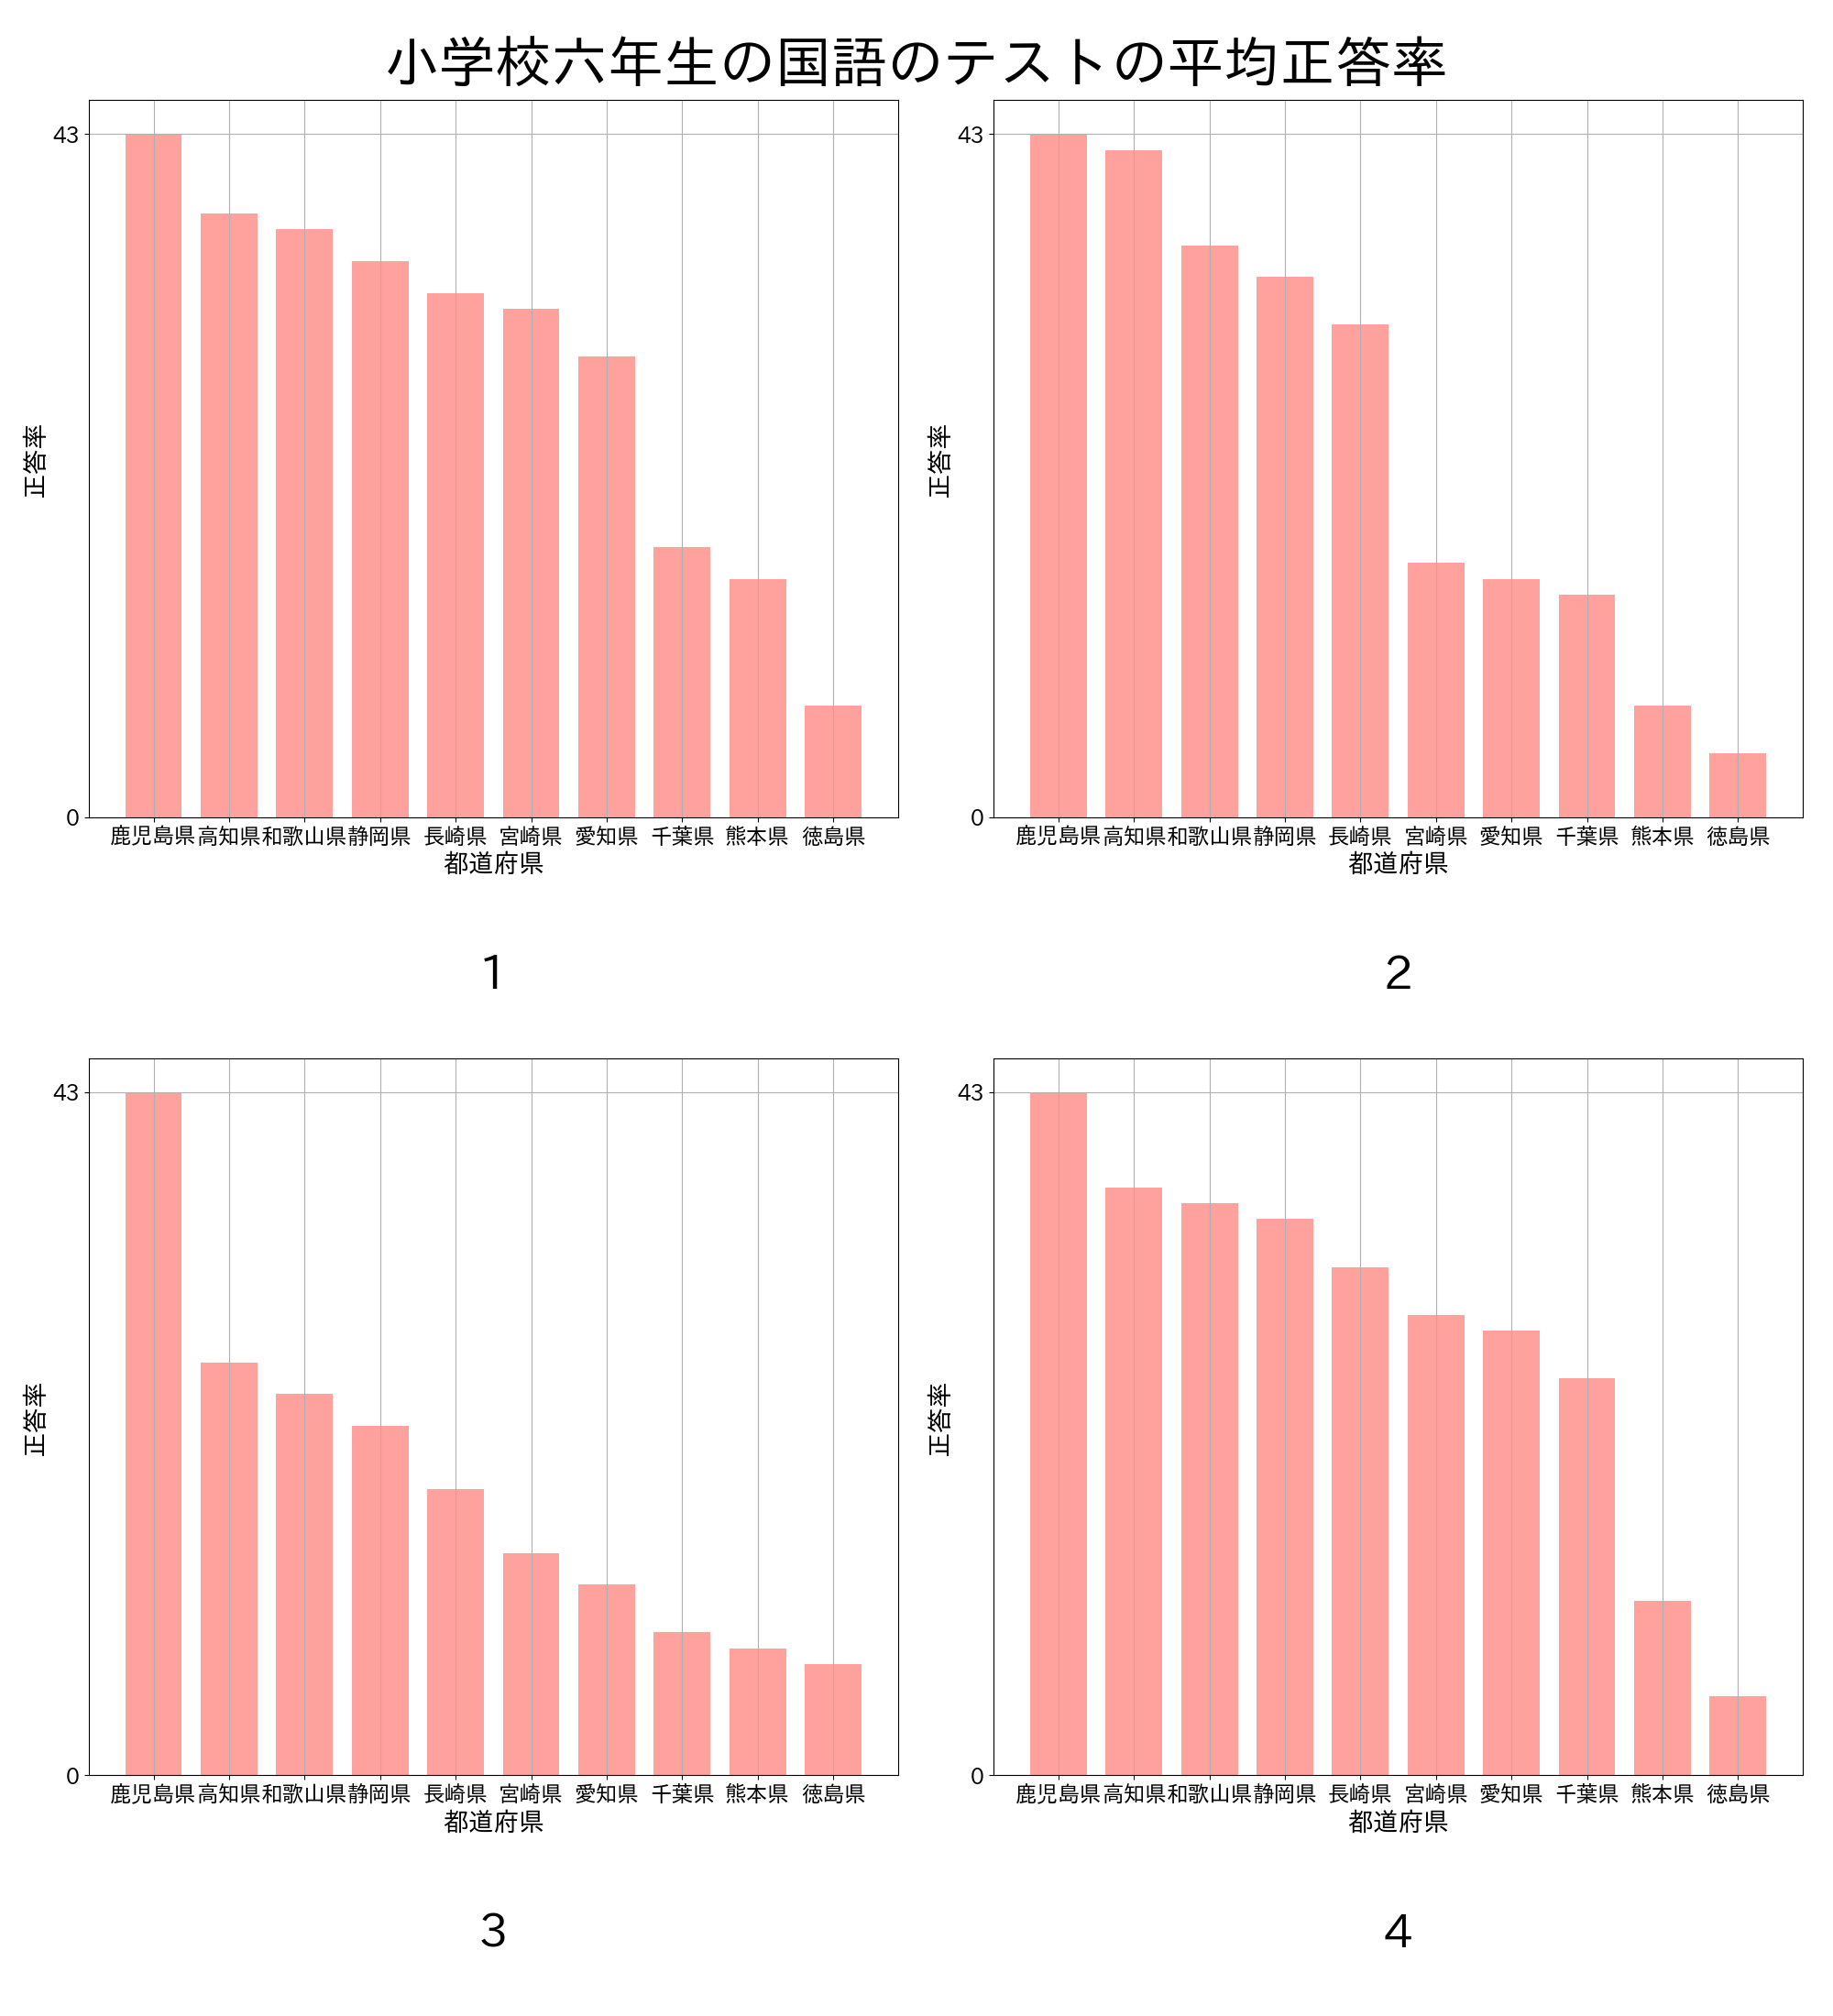 小学校六年生の国語のテストの平均正答率
43
0
正答率
鹿児島県 高知県 和歌山県 静岡県 長崎県 宮崎県 愛知県 千葉県 熊本県 徳島県
都道府県
1
43
0
正答率
鹿児島県 高知県 和歌山県 静岡県 長崎県 宮崎県 愛知県 千葉県 熊本県 徳島県
都道府県
2
43
0
正答率
鹿児島県 高知県 和歌山県 静岡県 長崎県 宮崎県 愛知県 千葉県 熊本県 徳島県
都道府県
3
43
0
正答率
鹿児島県 高知県 和歌山県 静岡県 長崎県 宮崎県 愛知県 千葉県 熊本県 徳島県
都道府県
4